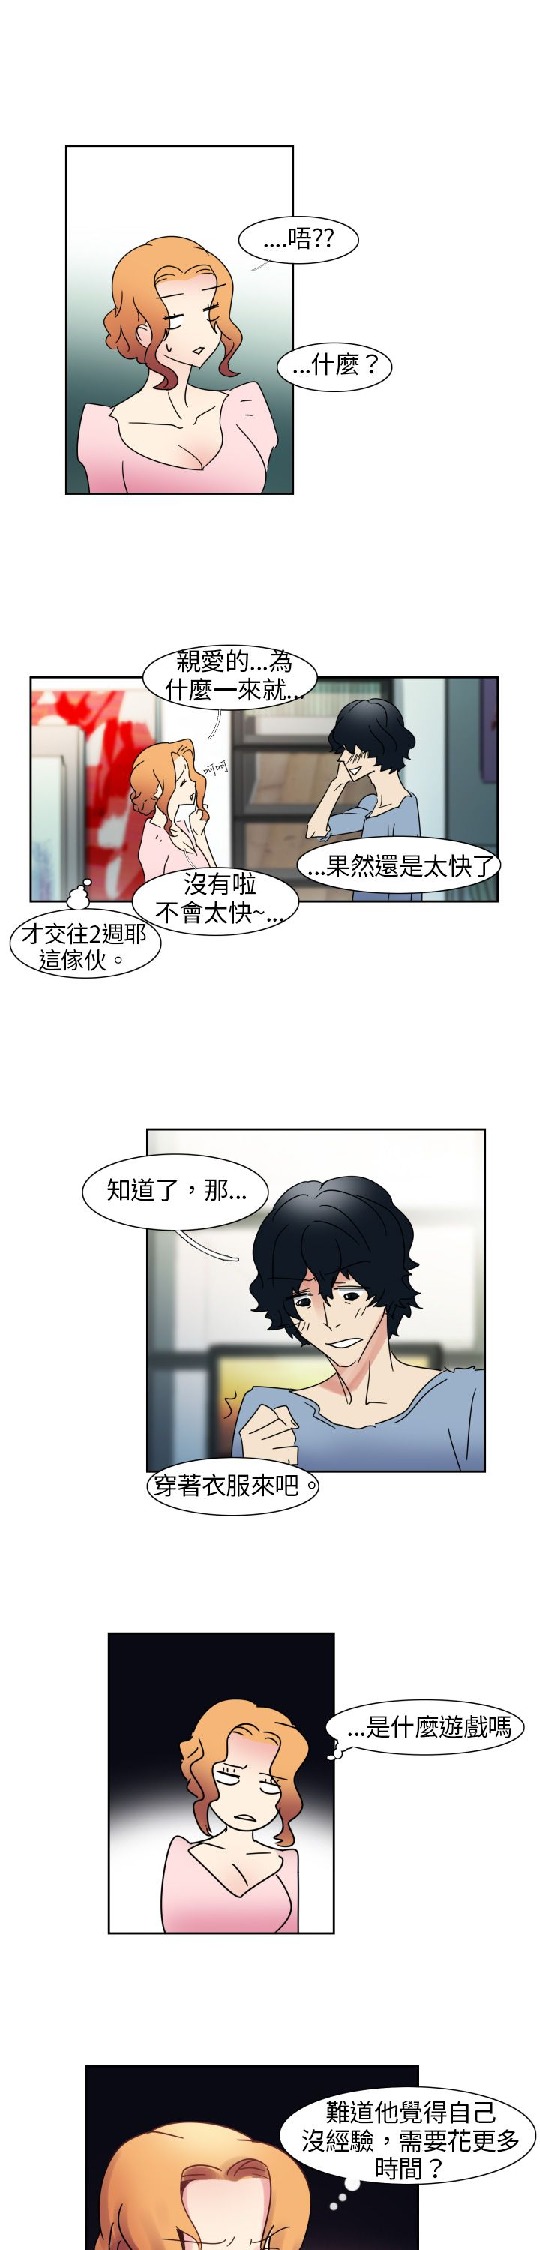 ....唔??
...什麼？
親愛的...為
什麼一來就...
...果然還是太快了
沒有啦
不會太快~...
才交往2週耶
這傢伙。
知道了，那...
穿著衣服來吧。
...是什麼遊戲嗎
難道他覺得自己
沒經驗，需要花更多
時間？